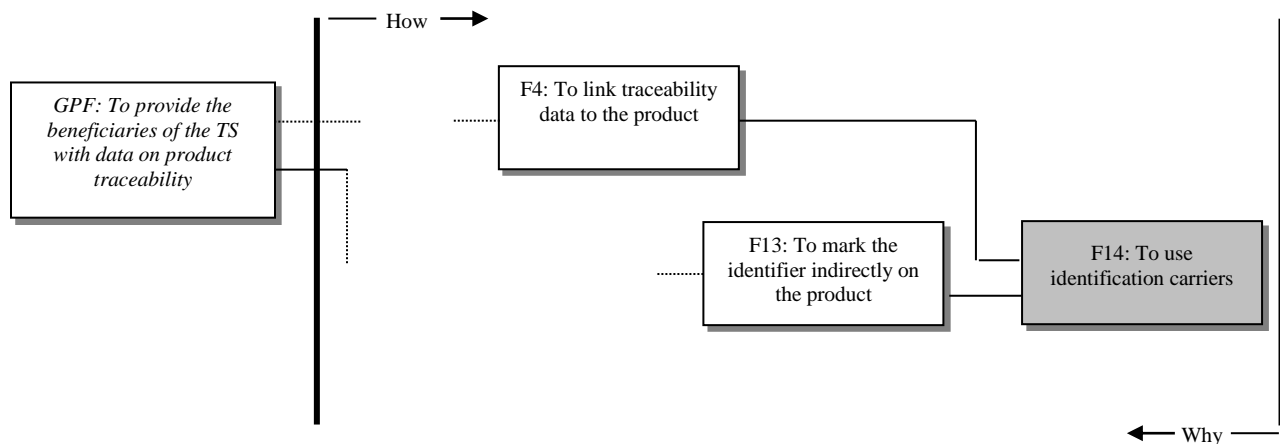 How
GPF: To provide the
beneficiaries of the TS
with data on product
traceability
F4: To link traceability
data to the product
F13: To mark the
identifier indirectly on
the product
F14: To use
identification carriers
Why